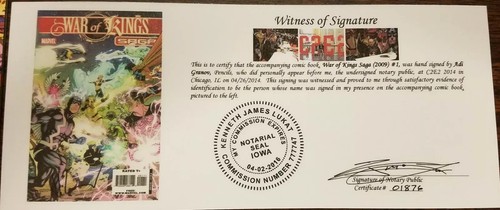 WAR OF KINGS
SAGA
MARVEL
Witness of Signature
C2E2
This is to certify that the accompanying comic book, War of Kings Saga (2009) #1, was hand signed by Adi
Granon, Pencils, who did personally appear before me, the undersigned notary public, at C2E2 2014 in
Chicago, IL on 04/26/2014. This signing was witnessed and proved to me through satisfactory evidence of
identification to be the person whose name was signed in my presence on the accompanying comic book,
pictured to the left.
KENNETH JAMES LUKAT
MY COMMISSION EXPIRES
NOTARIAL
SEAL
IOWA
04-02-2016
COMMISSION NUMBER 777747
Signature of Notary Public
Certificate# 01876